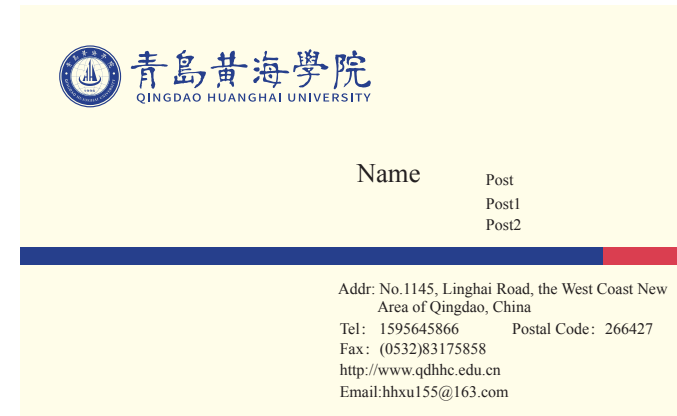 青島黄海學院
QINGDAO HUANGHAI UNIVERSITY
Name
Post
Post1
Post2
Addr: No.1145, Linghai Road, the West Coast New
Area of Qingdao, China
Tel: 1595645866 Postal Code: 266427
Fax: (0532)83175858
http://www.qdhhc.edu.cn
Email:hhxu155@163.com